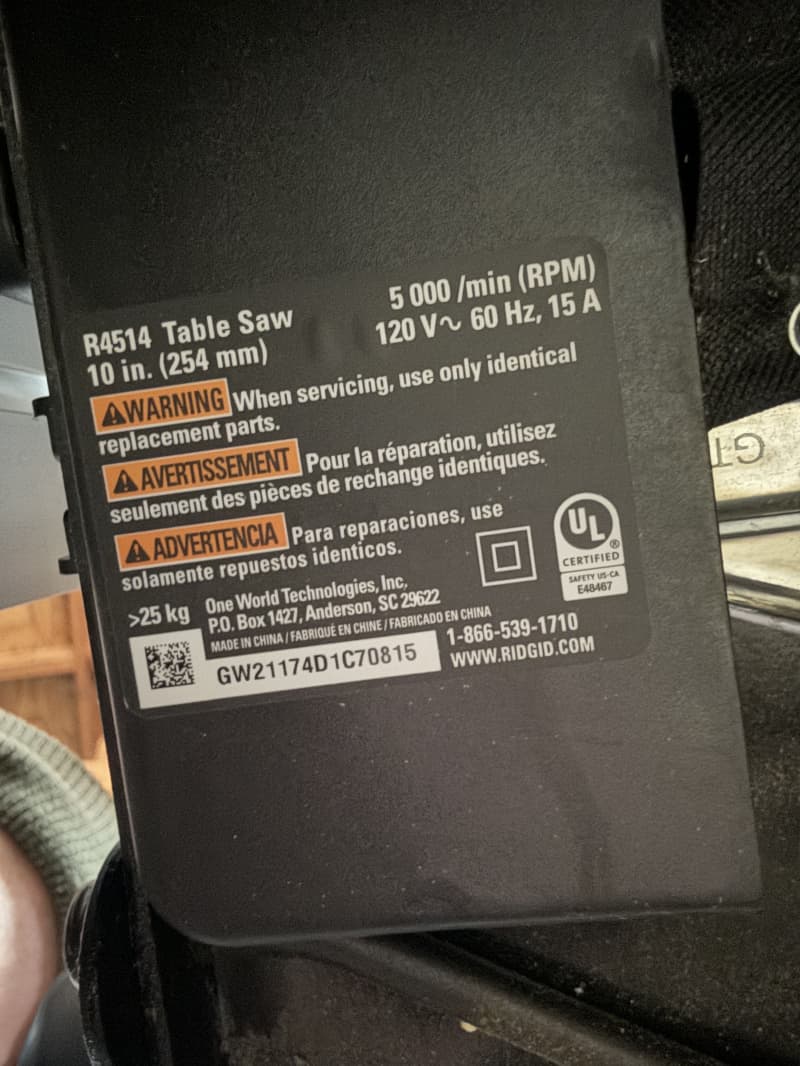 R4514 Table Saw
10 in. (254 mm)
5 000 /min (RPM)
120 V∿ 60 Hz, 15 A
WARNING When servicing, use only identical
replacement parts.
AVERTISSEMENT Pour la réparation, utilisez
seulement des pièces de rechange identiques.
ADVERTENCIA Para reparaciones, use
solamente repuestos identicos.
UL
®
CERTIFIED
SAFETY US-CA
E48467
>25 kg
One World Technologies, Inc,
P.O. Box 1427, Anderson, SC 29622
MADE IN CHINA / FABRIQUÉ EN CHINE / FABRICADO EN CHINA
GW21174D1C70815
1-866-539-1710
WWW.RIDGID.COM